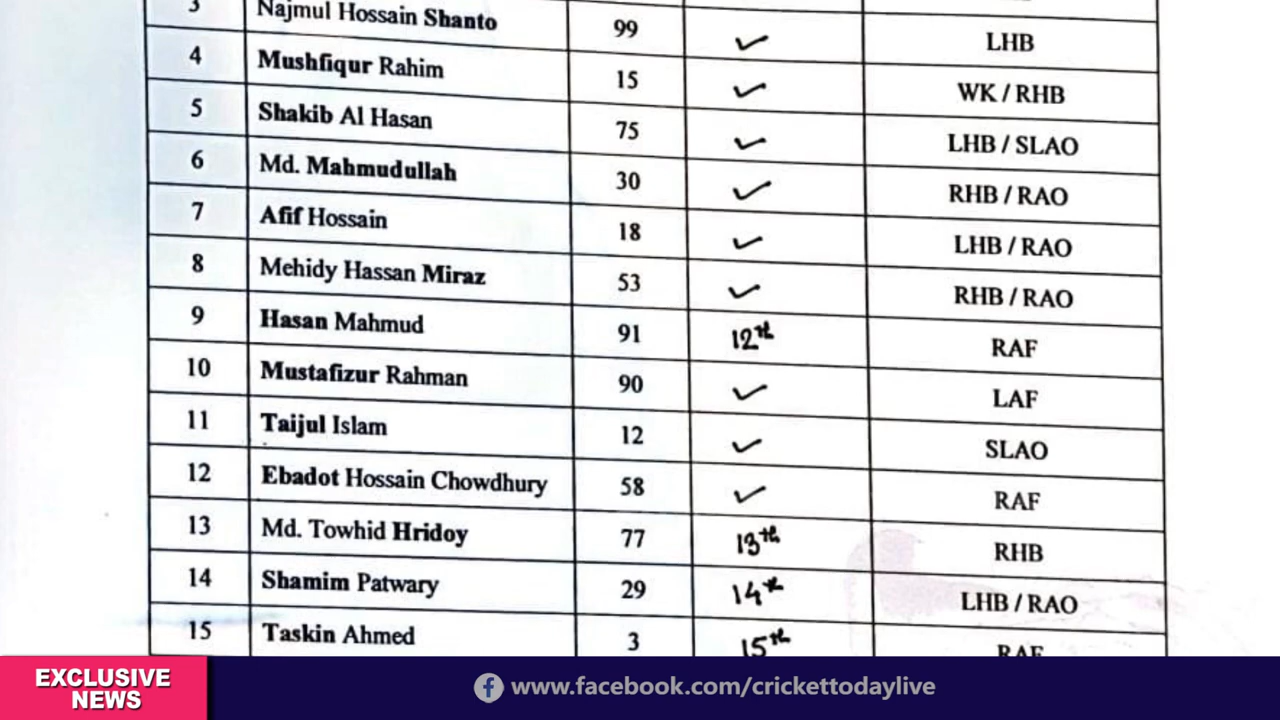 3 Najmul Hossain Shanto 99 ✓ LHB
4 Mushfiqur Rahim 15 ✓ WK / RHB
5 Shakib Al Hasan 75 ✓ LHB / SLAO
6 Md. Mahmudullah 30 ✓ RHB / RAO
7 Afif Hossain 18 ✓ LHB / RAO
8 Mehidy Hassan Miraz 53 ✓ RHB / RAO
9 Hasan Mahmud 91 12th RAF
10 Mustafizur Rahman 90 ✓ LAF
11 Taijul Islam 12 ✓ SLAO
12 Ebadot Hossain Chowdhury 58 ✓ RAF
13 Md. Towhid Hridoy 77 13th RHB
14 Shamim Patwary 29 14th LHB / RAO
15 Taskin Ahmed 3 15th RAF
EXCLUSIVE
NEWS
www.facebook.com/crickettodaylive